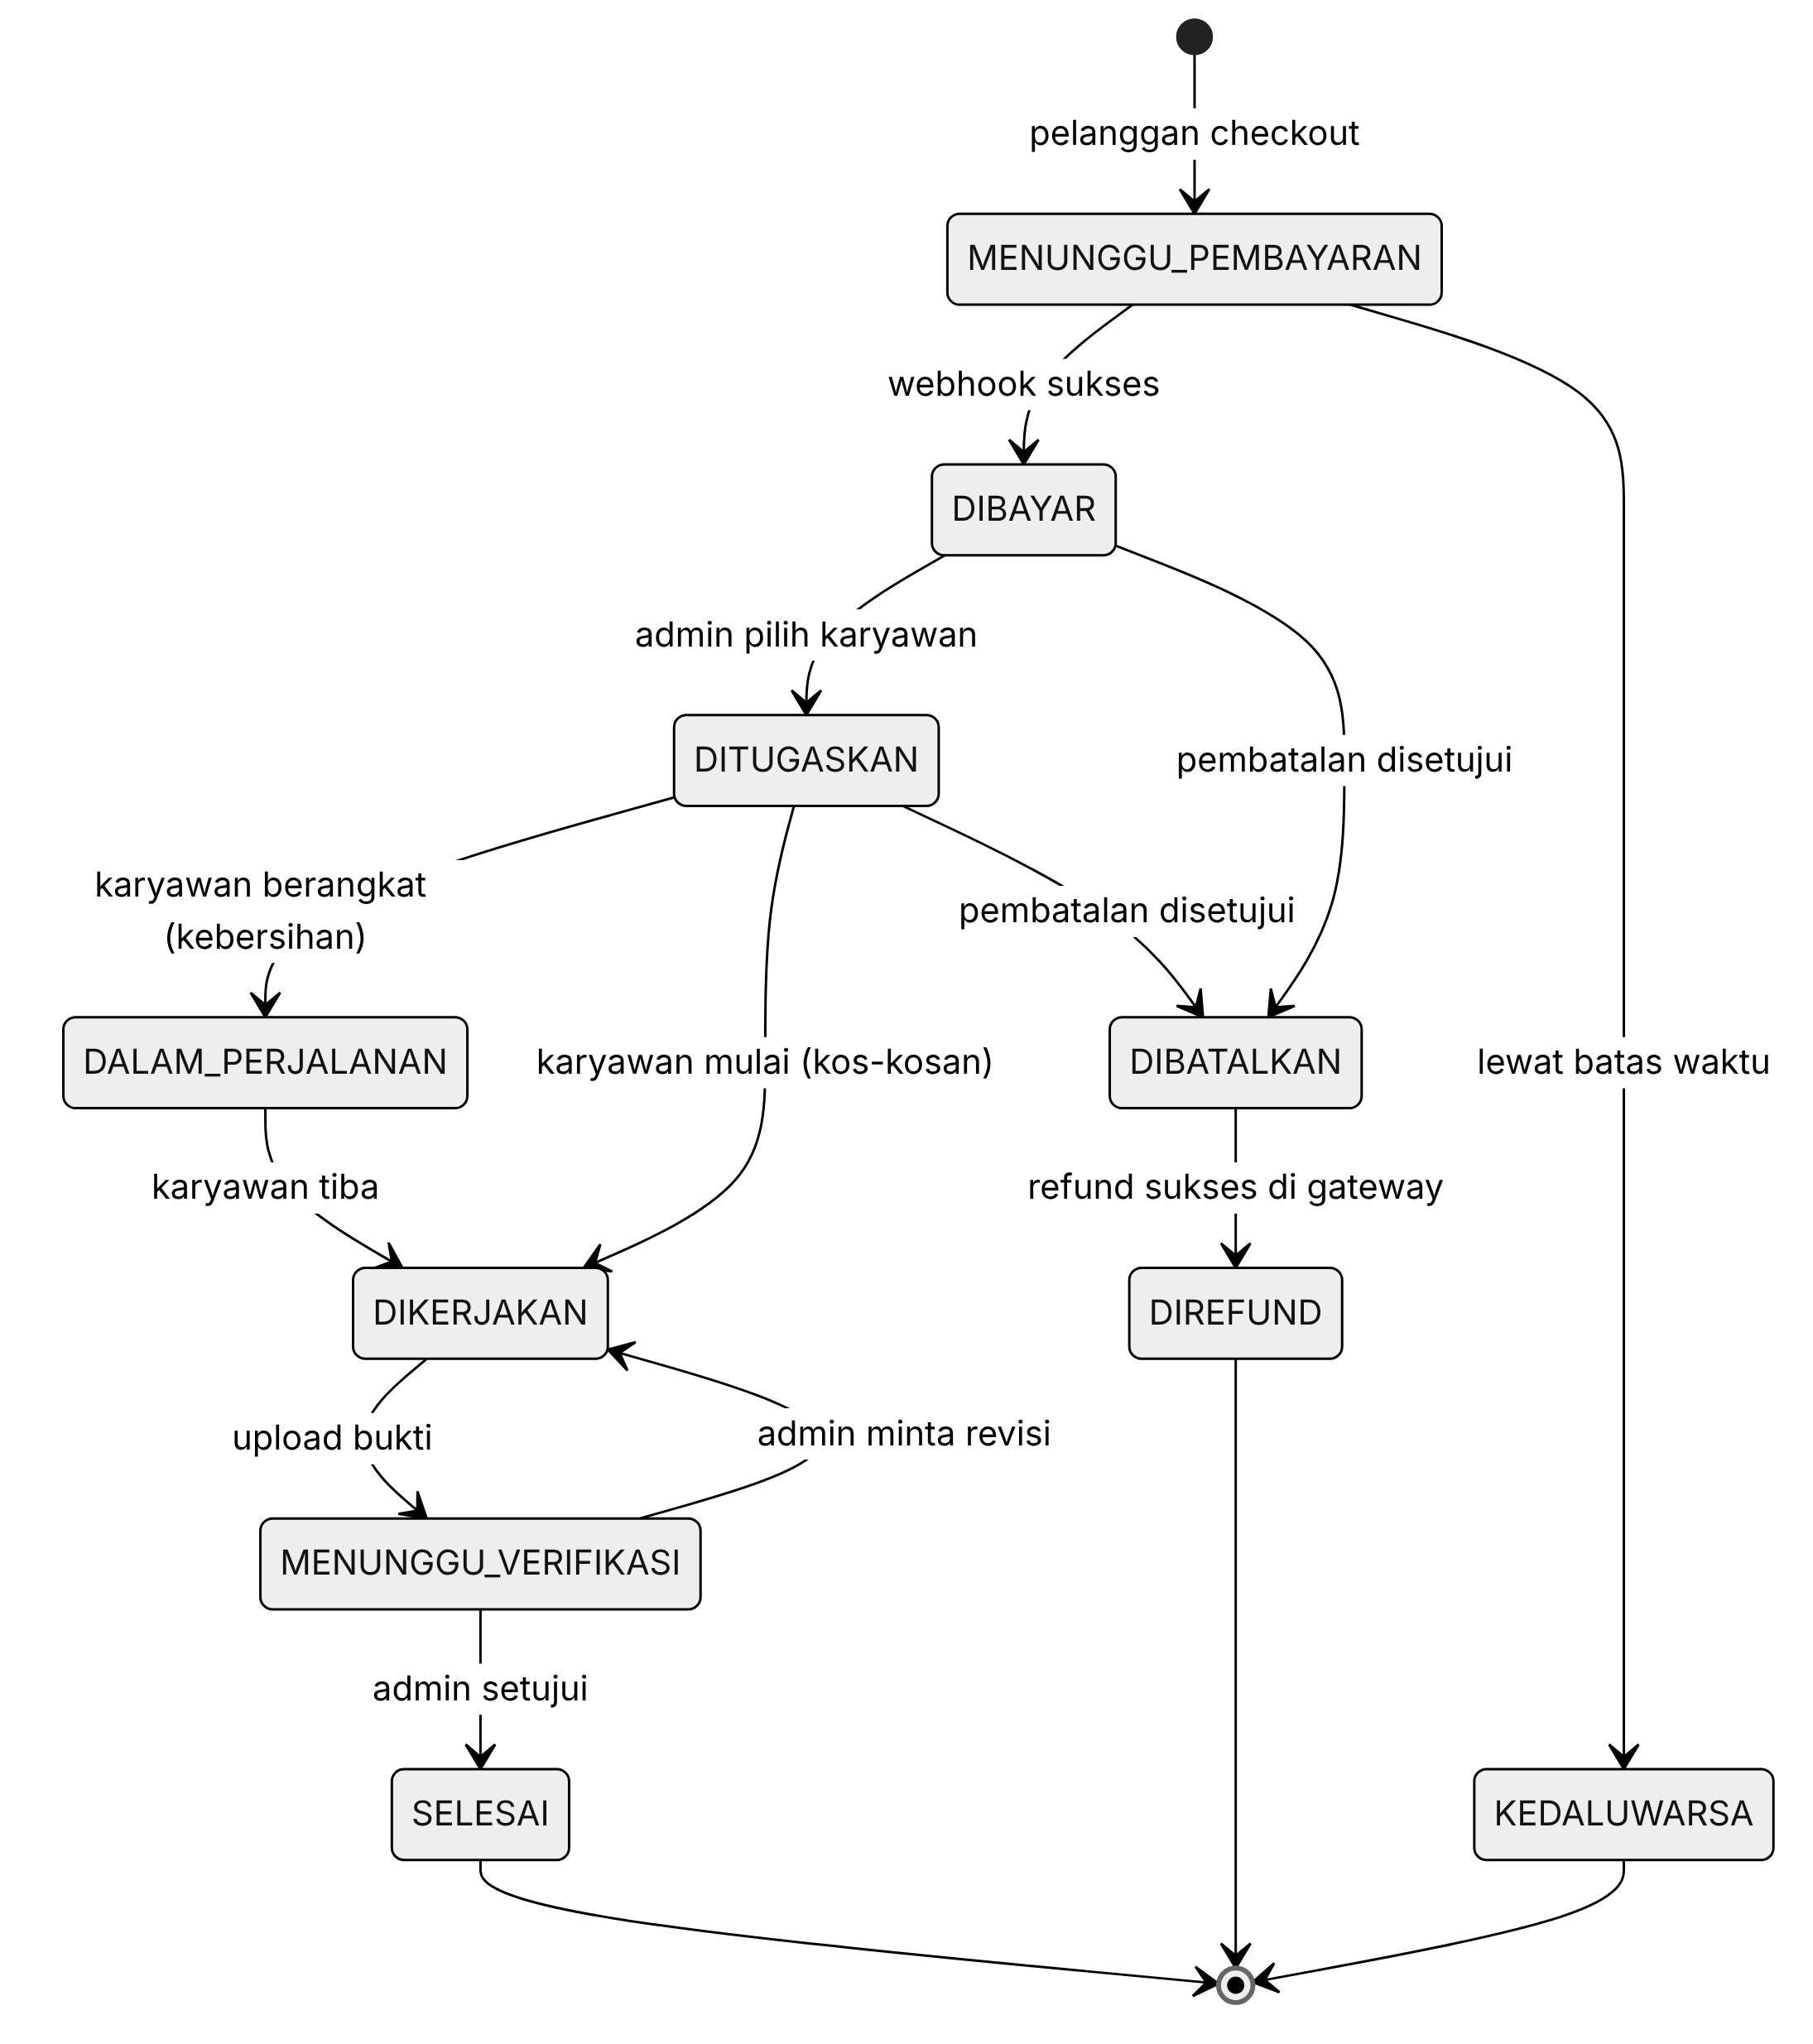 pelanggan checkout
MENUNGGU_PEMBAYARAN
webhook sukses
DIBAYAR
admin pilih karyawan
DITUGASKAN
pembatalan disetujui
karyawan berangkat
(kebersihan)
pembatalan disetujui
DALAM_PERJALANAN
karyawan mulai (kos-kosan)
DIBATALKAN
lewat batas waktu
karyawan tiba
refund sukses di gateway
DIKERJAKAN
DIREFUND
upload bukti
admin minta revisi
MENUNGGU_VERIFIKASI
admin setujui
SELESAI
KEDALUWARSA